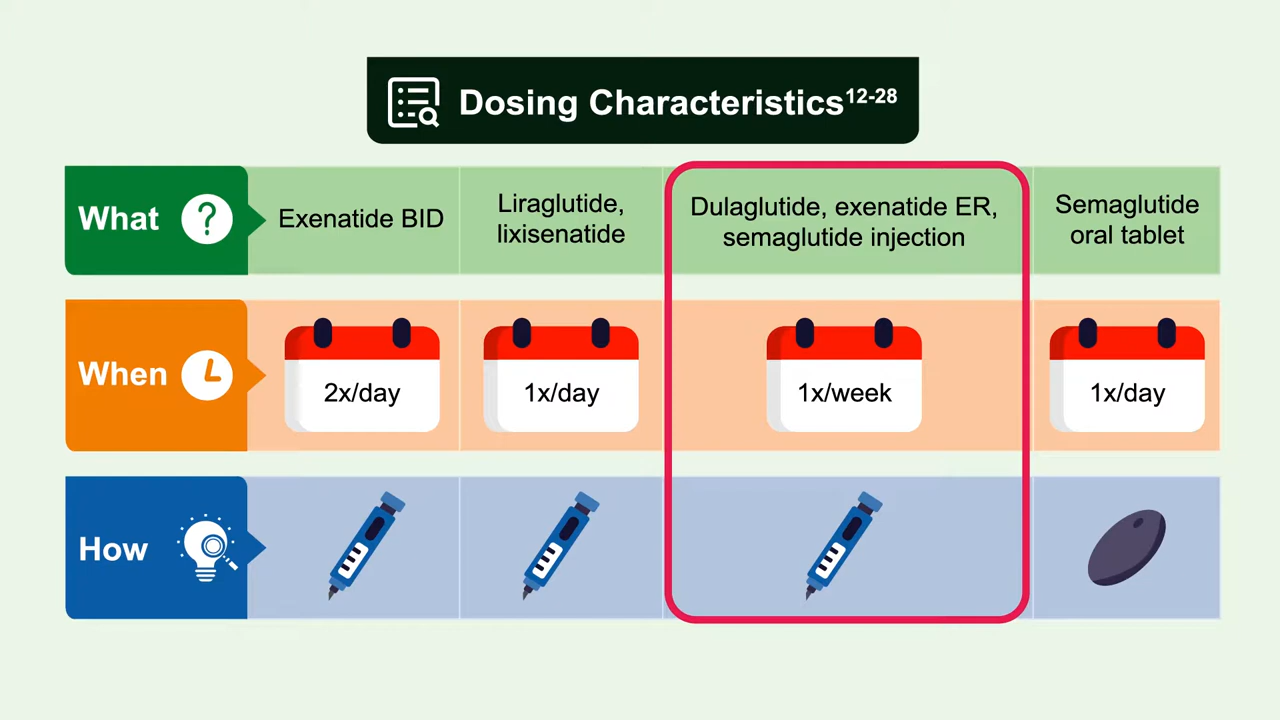 Dosing Characteristics12-28
What
Exenatide BID
Liraglutide,
lixisenatide
Dulaglutide, exenatide ER,
semaglutide injection
Semaglutide
oral tablet
When
2x/day
1x/day
1x/week
1x/day
How